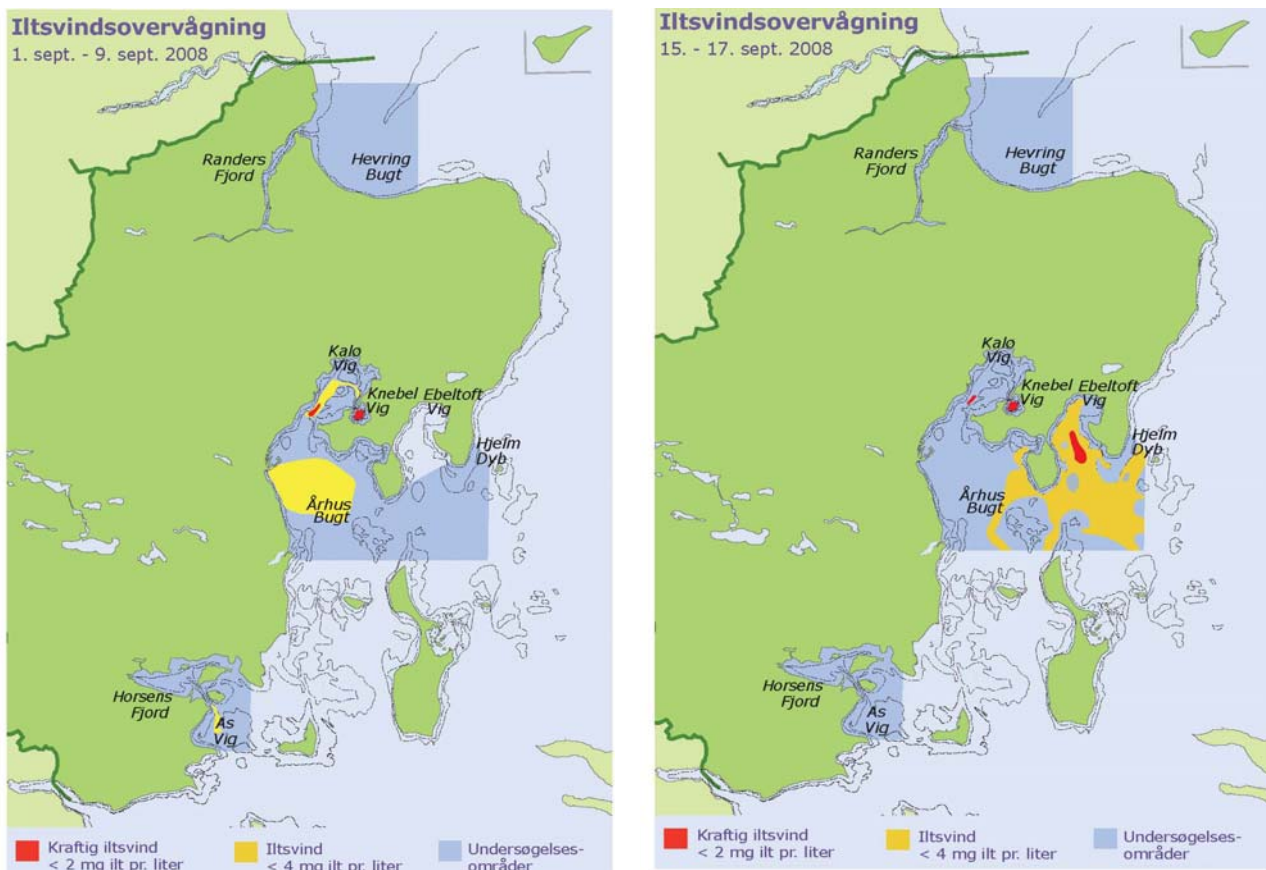 Iltsvindsovervågning
1. sept. - 9. sept. 2008
Randers
Fjord
Hevring
Bugt
Kalø
Vig
Knebel
Vig
Ebeltoft
Vig
Hjelm
Dyb
Århus
Bugt
Horsens
Fjord
As
Vig
Kraftig iltsvind
< 2 mg ilt pr. liter
Iltsvind
< 4 mg ilt pr. liter
Undersøgelses-
områder
Iltsvindsovervågning
15. - 17. sept. 2008
Randers
Fjord
Hevring
Bugt
Kalø
Vig
Knebel
Vig
Ebeltoft
Vig
Hjelm
Dyb
Århus
Bugt
Horsens
Fjord
As
Vig
Kraftig iltsvind
< 2 mg ilt pr. liter
Iltsvind
< 4 mg ilt pr. liter
Undersøgelses-
områder